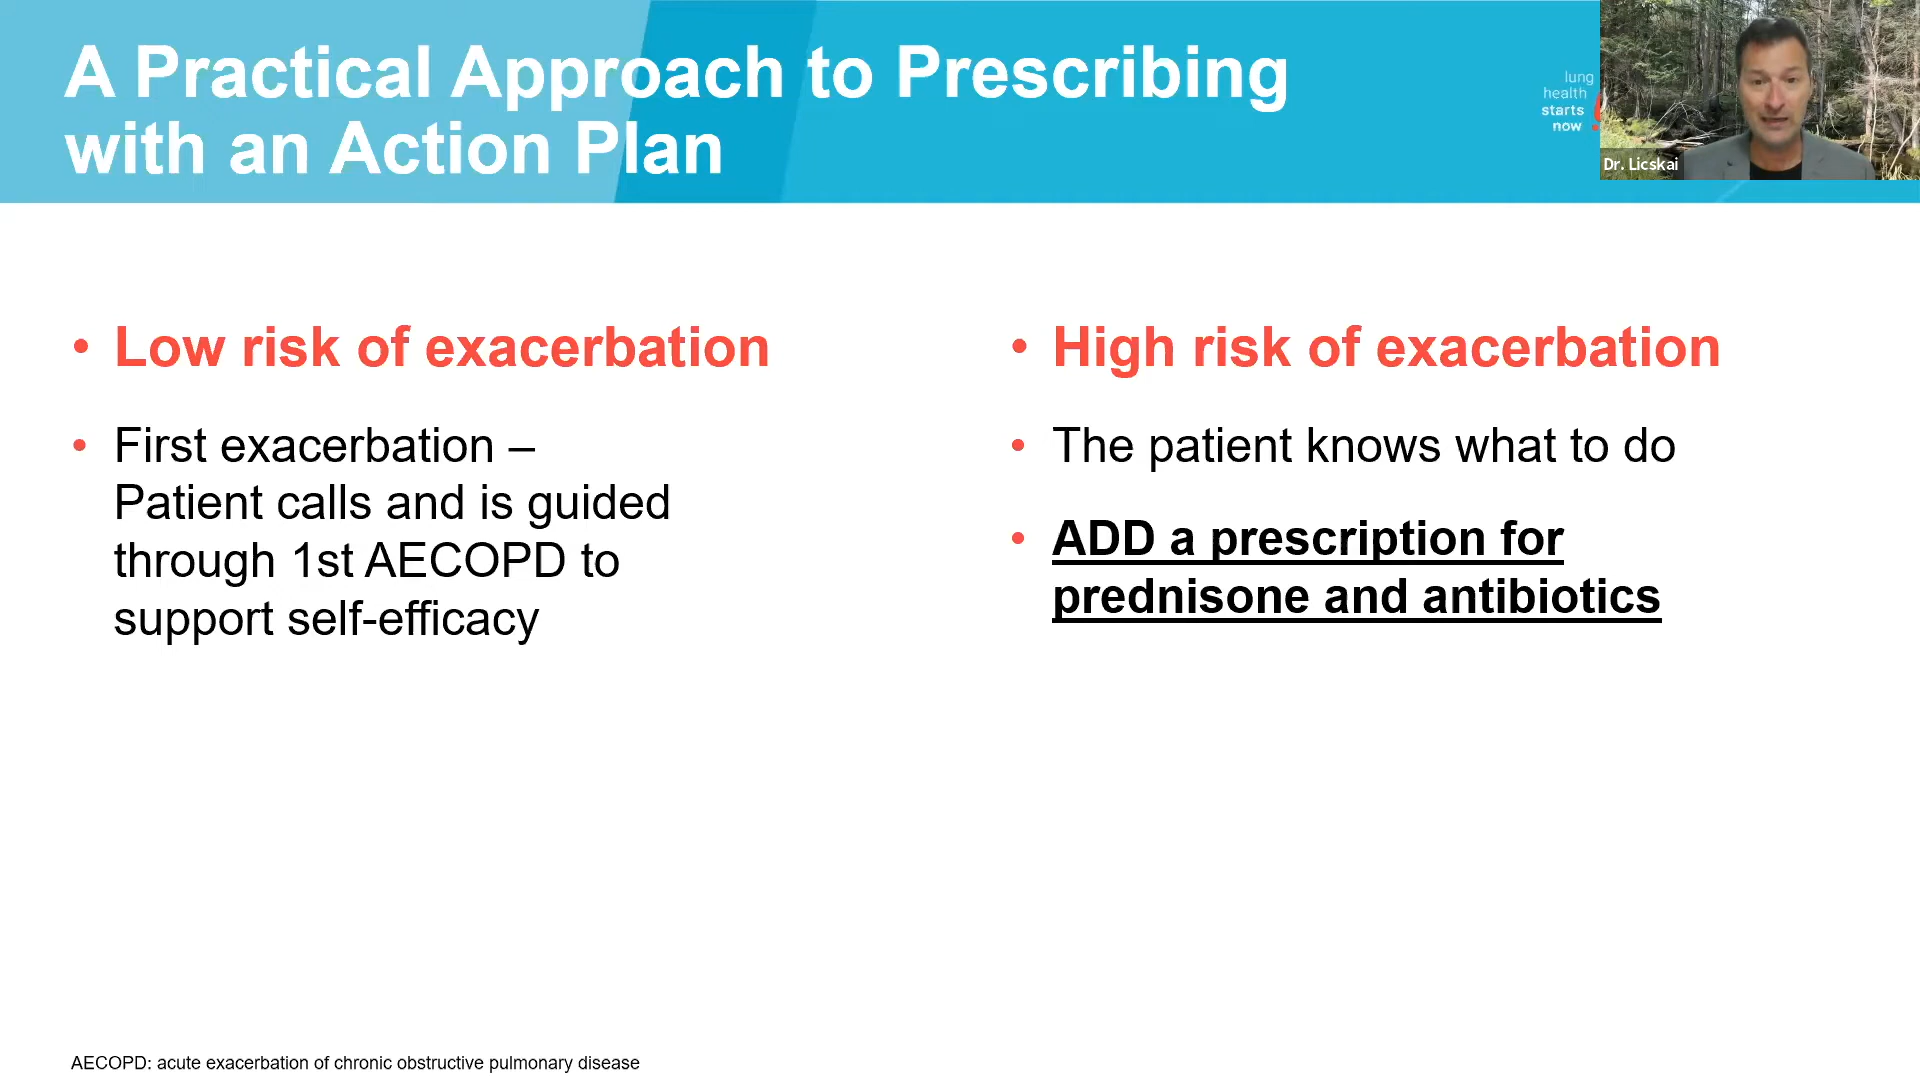 A Practical Approach to Prescribing
with an Action Plan
lung
health
starts
now
Dr. Licskai
• Low risk of exacerbation
• First exacerbation –
Patient calls and is guided
through 1st AECOPD to
support self-efficacy
• High risk of exacerbation
• The patient knows what to do
• ADD a prescription for
prednisone and antibiotics
AECOPD: acute exacerbation of chronic obstructive pulmonary disease